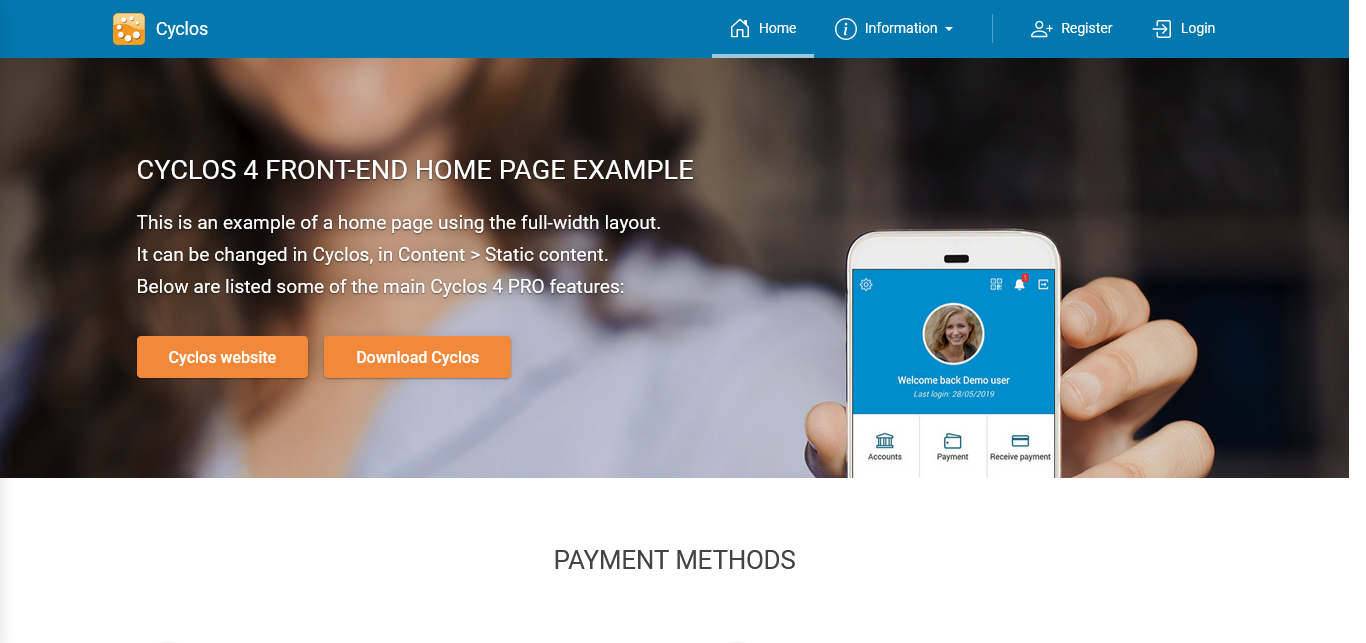 Cyclos
Home
Information
Register
Login
CYCLOS 4 FRONT-END HOME PAGE EXAMPLE
This is an example of a home page using the full-width layout.
It can be changed in Cyclos, in Content > Static content.
Below are listed some of the main Cyclos 4 PRO features:
Cyclos website
Download Cyclos
1
Welcome back Demo user
Last login: 28/05/2019
Accounts
Payment
Receive payment
PAYMENT METHODS